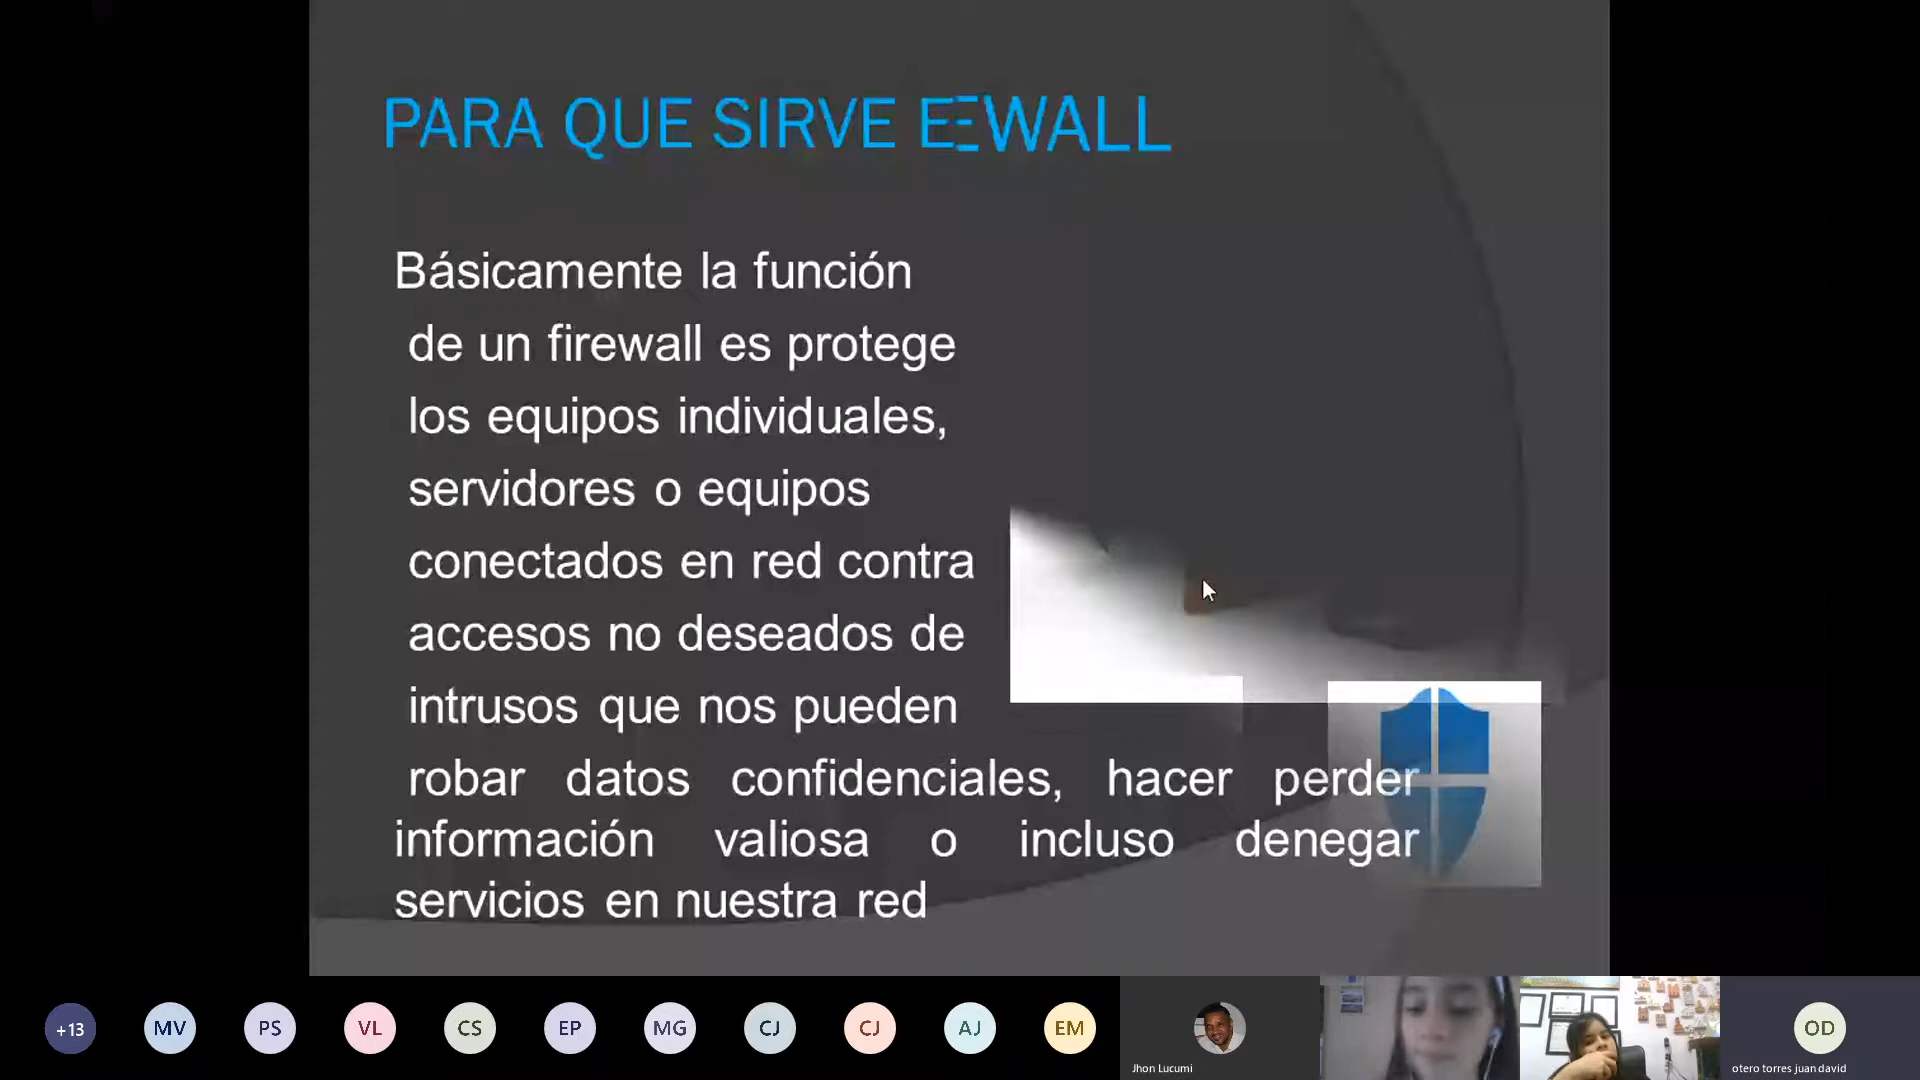 PARA QUE SIRVE E WALL
Básicamente la función
de un firewall es protege
los equipos individuales,
servidores o equipos
conectados en red contra
accesos no deseados de
intrusos que nos pueden
robar datos confidenciales, hacer perder
información valiosa o incluso denegar
servicios en nuestra red
+13
MV
PS
VL
CS
EP
MG
CJ
CJ
AJ
EM
Jhon Lucumi
OD
otero torres juan david